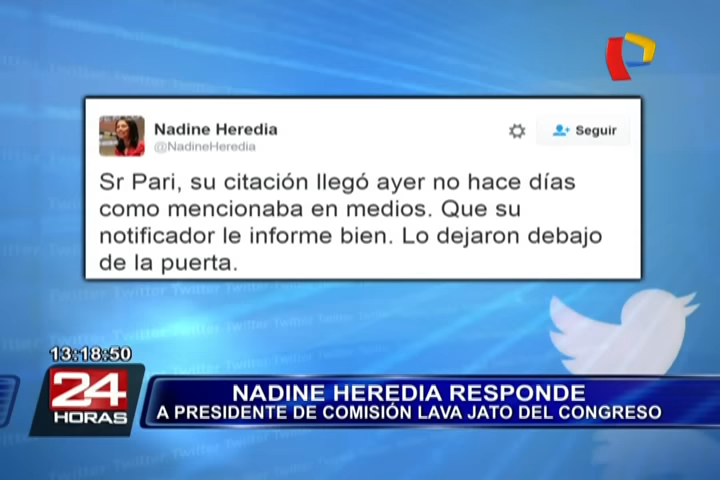 Nadine Heredia
@NadineHeredia
Seguir
Sr Pari, su citación llegó ayer no hace días
como mencionaba en medios. Que su
notificador le informe bien. Lo dejaron debajo
de la puerta.
13:18:50
24
HORAS
NADINE HEREDIA RESPONDE
A PRESIDENTE DE COMISIÓN LAVA JATO DEL CONGRESO